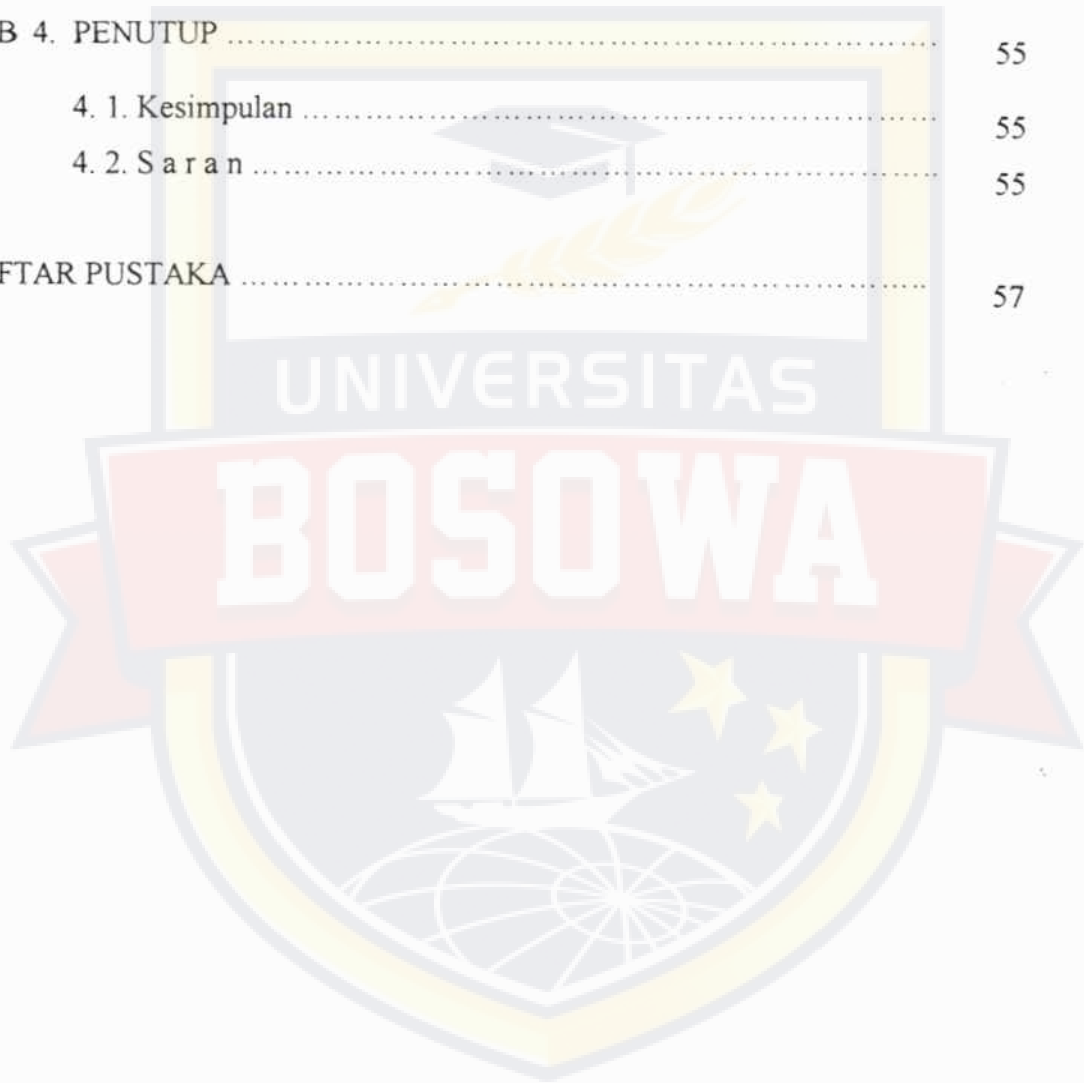 B 4. PENUTUP ........................................................ 55
4. 1. Kesimpulan ........................................................ 55
4. 2. S a r a n ........................................................ 55
FTAR PUSTAKA ........................................................ 57
UNIVERSITAS
BOSOWA